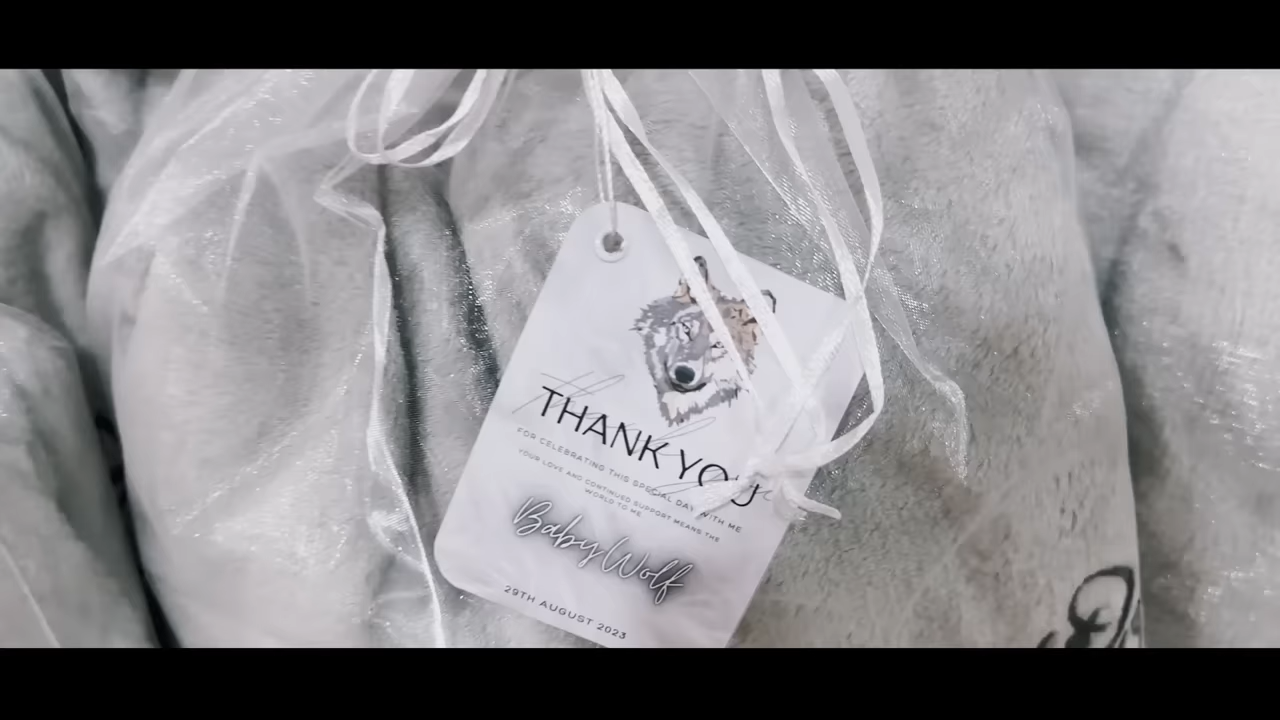 THANK YOU
FOR CELEBRATING THIS SPECIAL DAY WITH ME
YOUR LOVE AND CONTINUED SUPPORT MEANS THE
WORLD TO ME
Baby Wolf
29TH AUGUST 2023